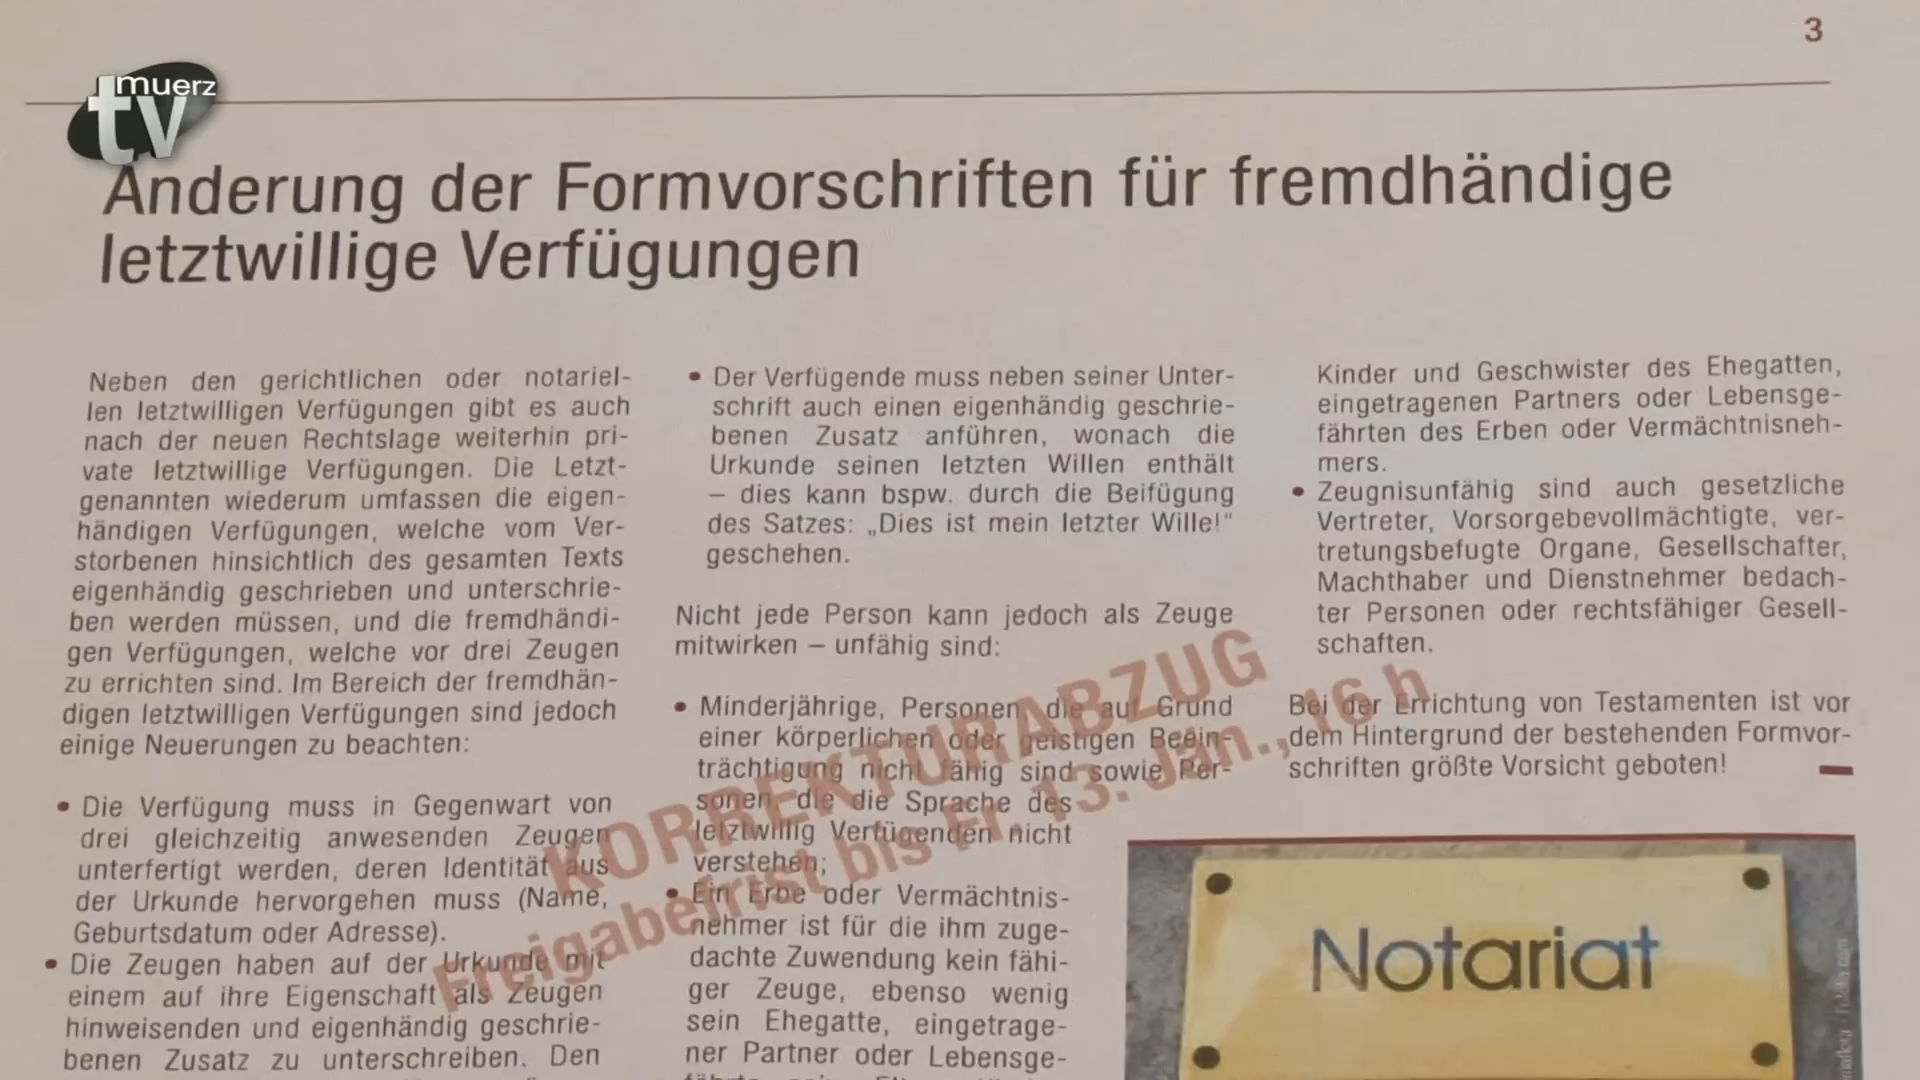 3
muerz
tv
Änderung der Formvorschriften für fremdhändige
letztwillige Verfügungen
Neben den gerichtlichen oder notariel-
len letztwilligen Verfügungen gibt es auch
nach der neuen Rechtslage weiterhin pri-
vate letztwillige Verfügungen. Die Letzt-
genannten wiederum umfassen die eigen-
händigen Verfügungen, welche vom Ver-
storbenen hinsichtlich des gesamten Texts
eigenhändig geschrieben und unterschrie-
ben werden müssen, und die fremdhändi-
gen Verfügungen, welche vor drei Zeugen
zu errichten sind. Im Bereich der fremdhän-
digen letztwilligen Verfügungen sind jedoch
einige Neuerungen zu beachten:
• Die Verfügung muss in Gegenwart von
drei gleichzeitig anwesenden Zeugen
unterfertigt werden, deren Identität aus
der Urkunde hervorgehen muss (Name,
Geburtsdatum oder Adresse).
• Die Zeugen haben auf der Urkunde mit
einem auf ihre Eigenschaft als Zeugen
hinweisenden und eigenhändig geschrie-
benen Zusatz zu unterschreiben. Den
• Der Verfügende muss neben seiner Unter-
schrift auch einen eigenhändig geschrie-
benen Zusatz anführen, wonach die
Urkunde seinen letzten Willen enthält
– dies kann bspw. durch die Beifügung
des Satzes: „Dies ist mein letzter Wille!“
geschehen.
Nicht jede Person kann jedoch als Zeuge
mitwirken – unfähig sind:
• Minderjährige, Personen, die auf Grund
einer körperlichen oder geistigen Beein-
trächtigung nicht fähig sind sowie Per-
sonen, die die Sprache des
letztwillig Verfügenden nicht
verstehen;
• Ein Erbe oder Vermächtnis-
nehmer ist für die ihm zuge-
dachte Zuwendung kein fähi-
ger Zeuge, ebenso wenig
sein Ehegatte, eingetrage-
ner Partner oder Lebensge-
Kinder und Geschwister des Ehegatten,
eingetragenen Partners oder Lebensge-
fährten des Erben oder Vermächtnisneh-
mers.
• Zeugnisunfähig sind auch gesetzliche
Vertreter, Vorsorgebevollmächtigte, ver-
tretungsbefugte Organe, Gesellschafter,
Machthaber und Dienstnehmer bedach-
ter Personen oder rechtsfähiger Gesell-
schaften.
Bei der Errichtung von Testamenten ist vor
dem Hintergrund der bestehenden Formvor-
schriften größte Vorsicht geboten!
KORREKTURABZUG
Freigabefrist bis Fr. 13. Jän., 16 h
Notariat